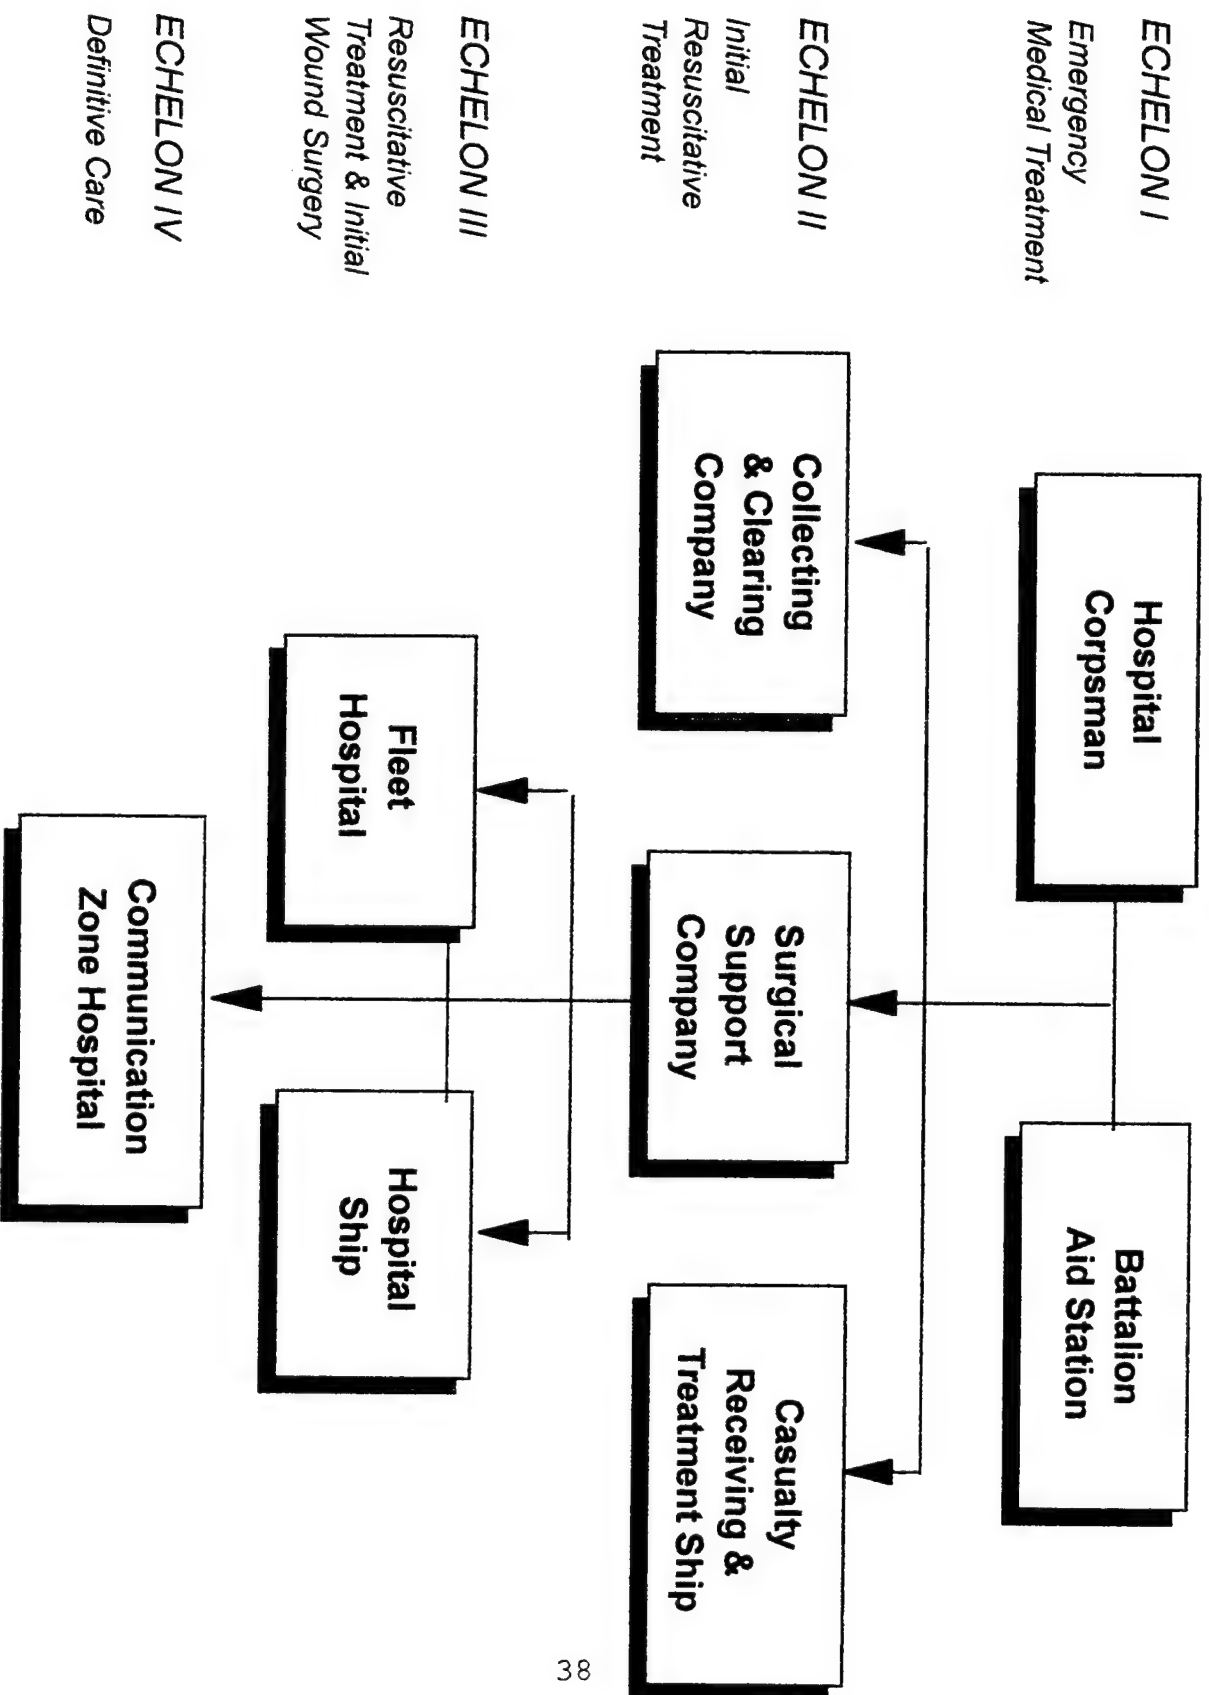 ECHELON I
Emergency
Medical Treatment
Hospital
Corpsman
Battalion
Aid Station
ECHELON II
Initial
Resuscitative
Treatment
Collecting
& Clearing
Company
Surgical
Support
Company
Casualty
Receiving &
Treatment Ship
ECHELON III
Resuscitative
Treatment & Initial
Wound Surgery
Fleet
Hospital
Hospital
Ship
ECHELON IV
Definitive Care
Communication
Zone Hospital
38